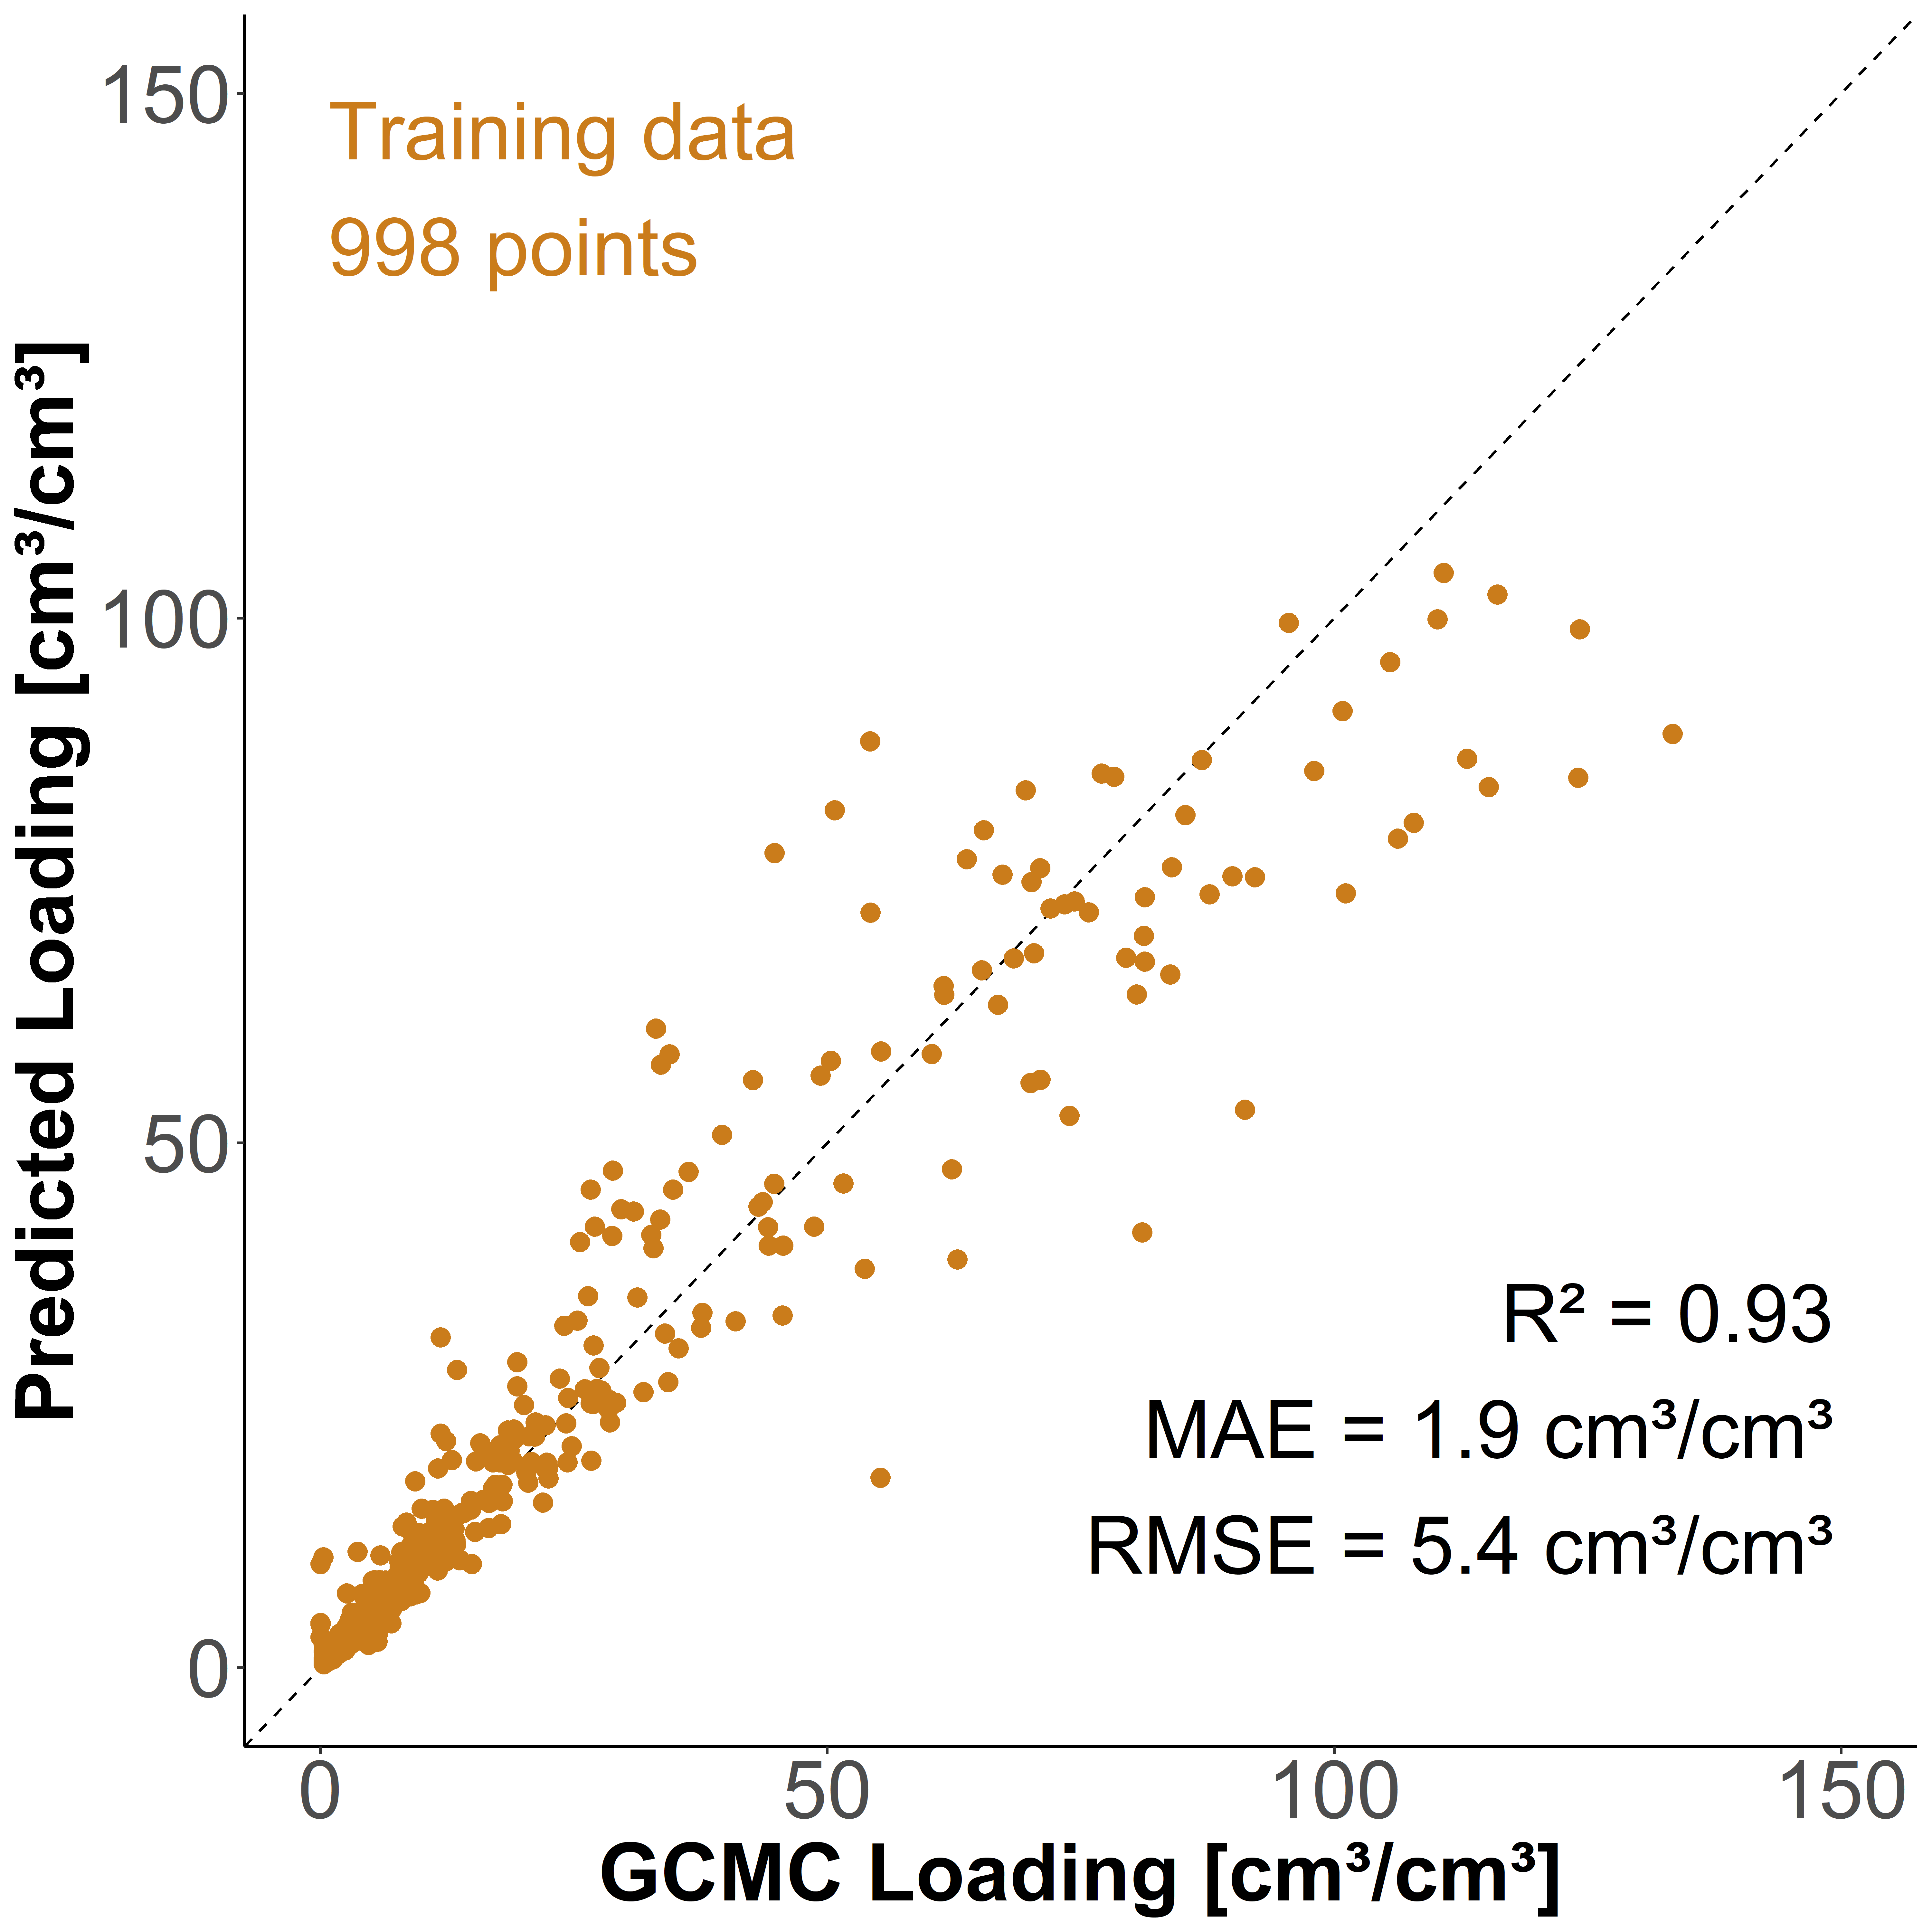 Training data
998 points
150
100
50
0
Predicted Loading [cm³/cm³]
R² = 0.93
MAE = 1.9 cm³/cm³
RMSE = 5.4 cm³/cm³
0 50 100 150
GCMC Loading [cm³/cm³]